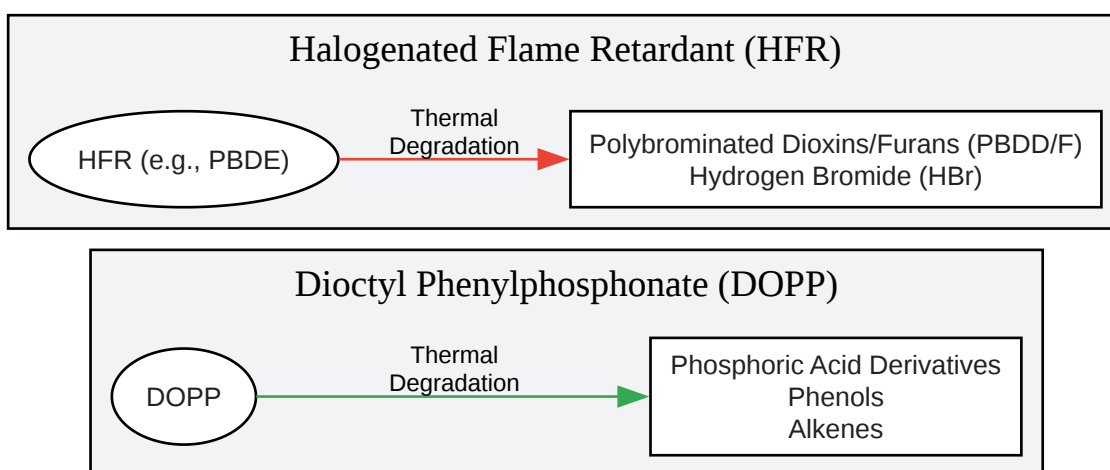 Halogenated Flame Retardant (HFR)
Thermal
Degradation
HFR (e.g., PBDE)
Polybrominated Dioxins/Furans (PBDD/F)
Hydrogen Bromide (HBr)
Dioctyl Phenylphosphonate (DOPP)
Thermal
Degradation
DOPP
Phosphoric Acid Derivatives
Phenols
Alkenes